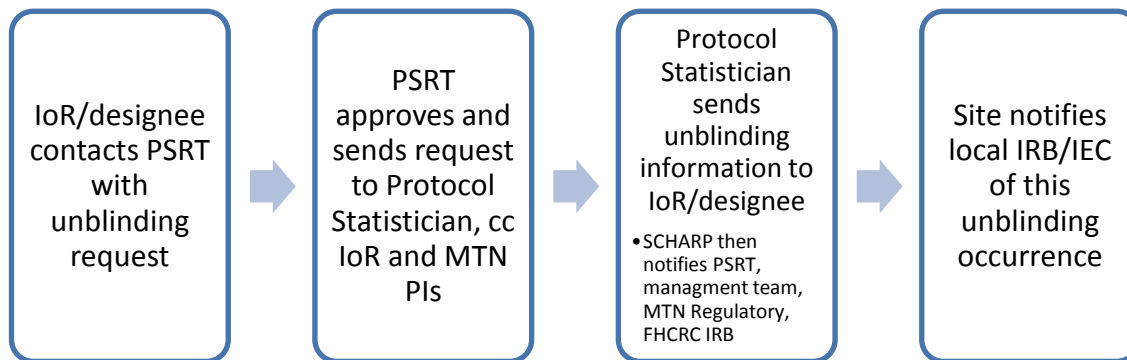 IoR/designee
contacts PSRT
with
unblinding
request
PSRT
approves and
sends request
to Protocol
Statistician, cc
IoR and MTN
PIs
Protocol
Statistician
sends
unblinding
information to
IoR/designee
•SCHARP then
notifies PSRT,
managment team,
MTN Regulatory,
FHCRC IRB
Site notifies
local IRB/IEC
of this
unblinding
occurrence